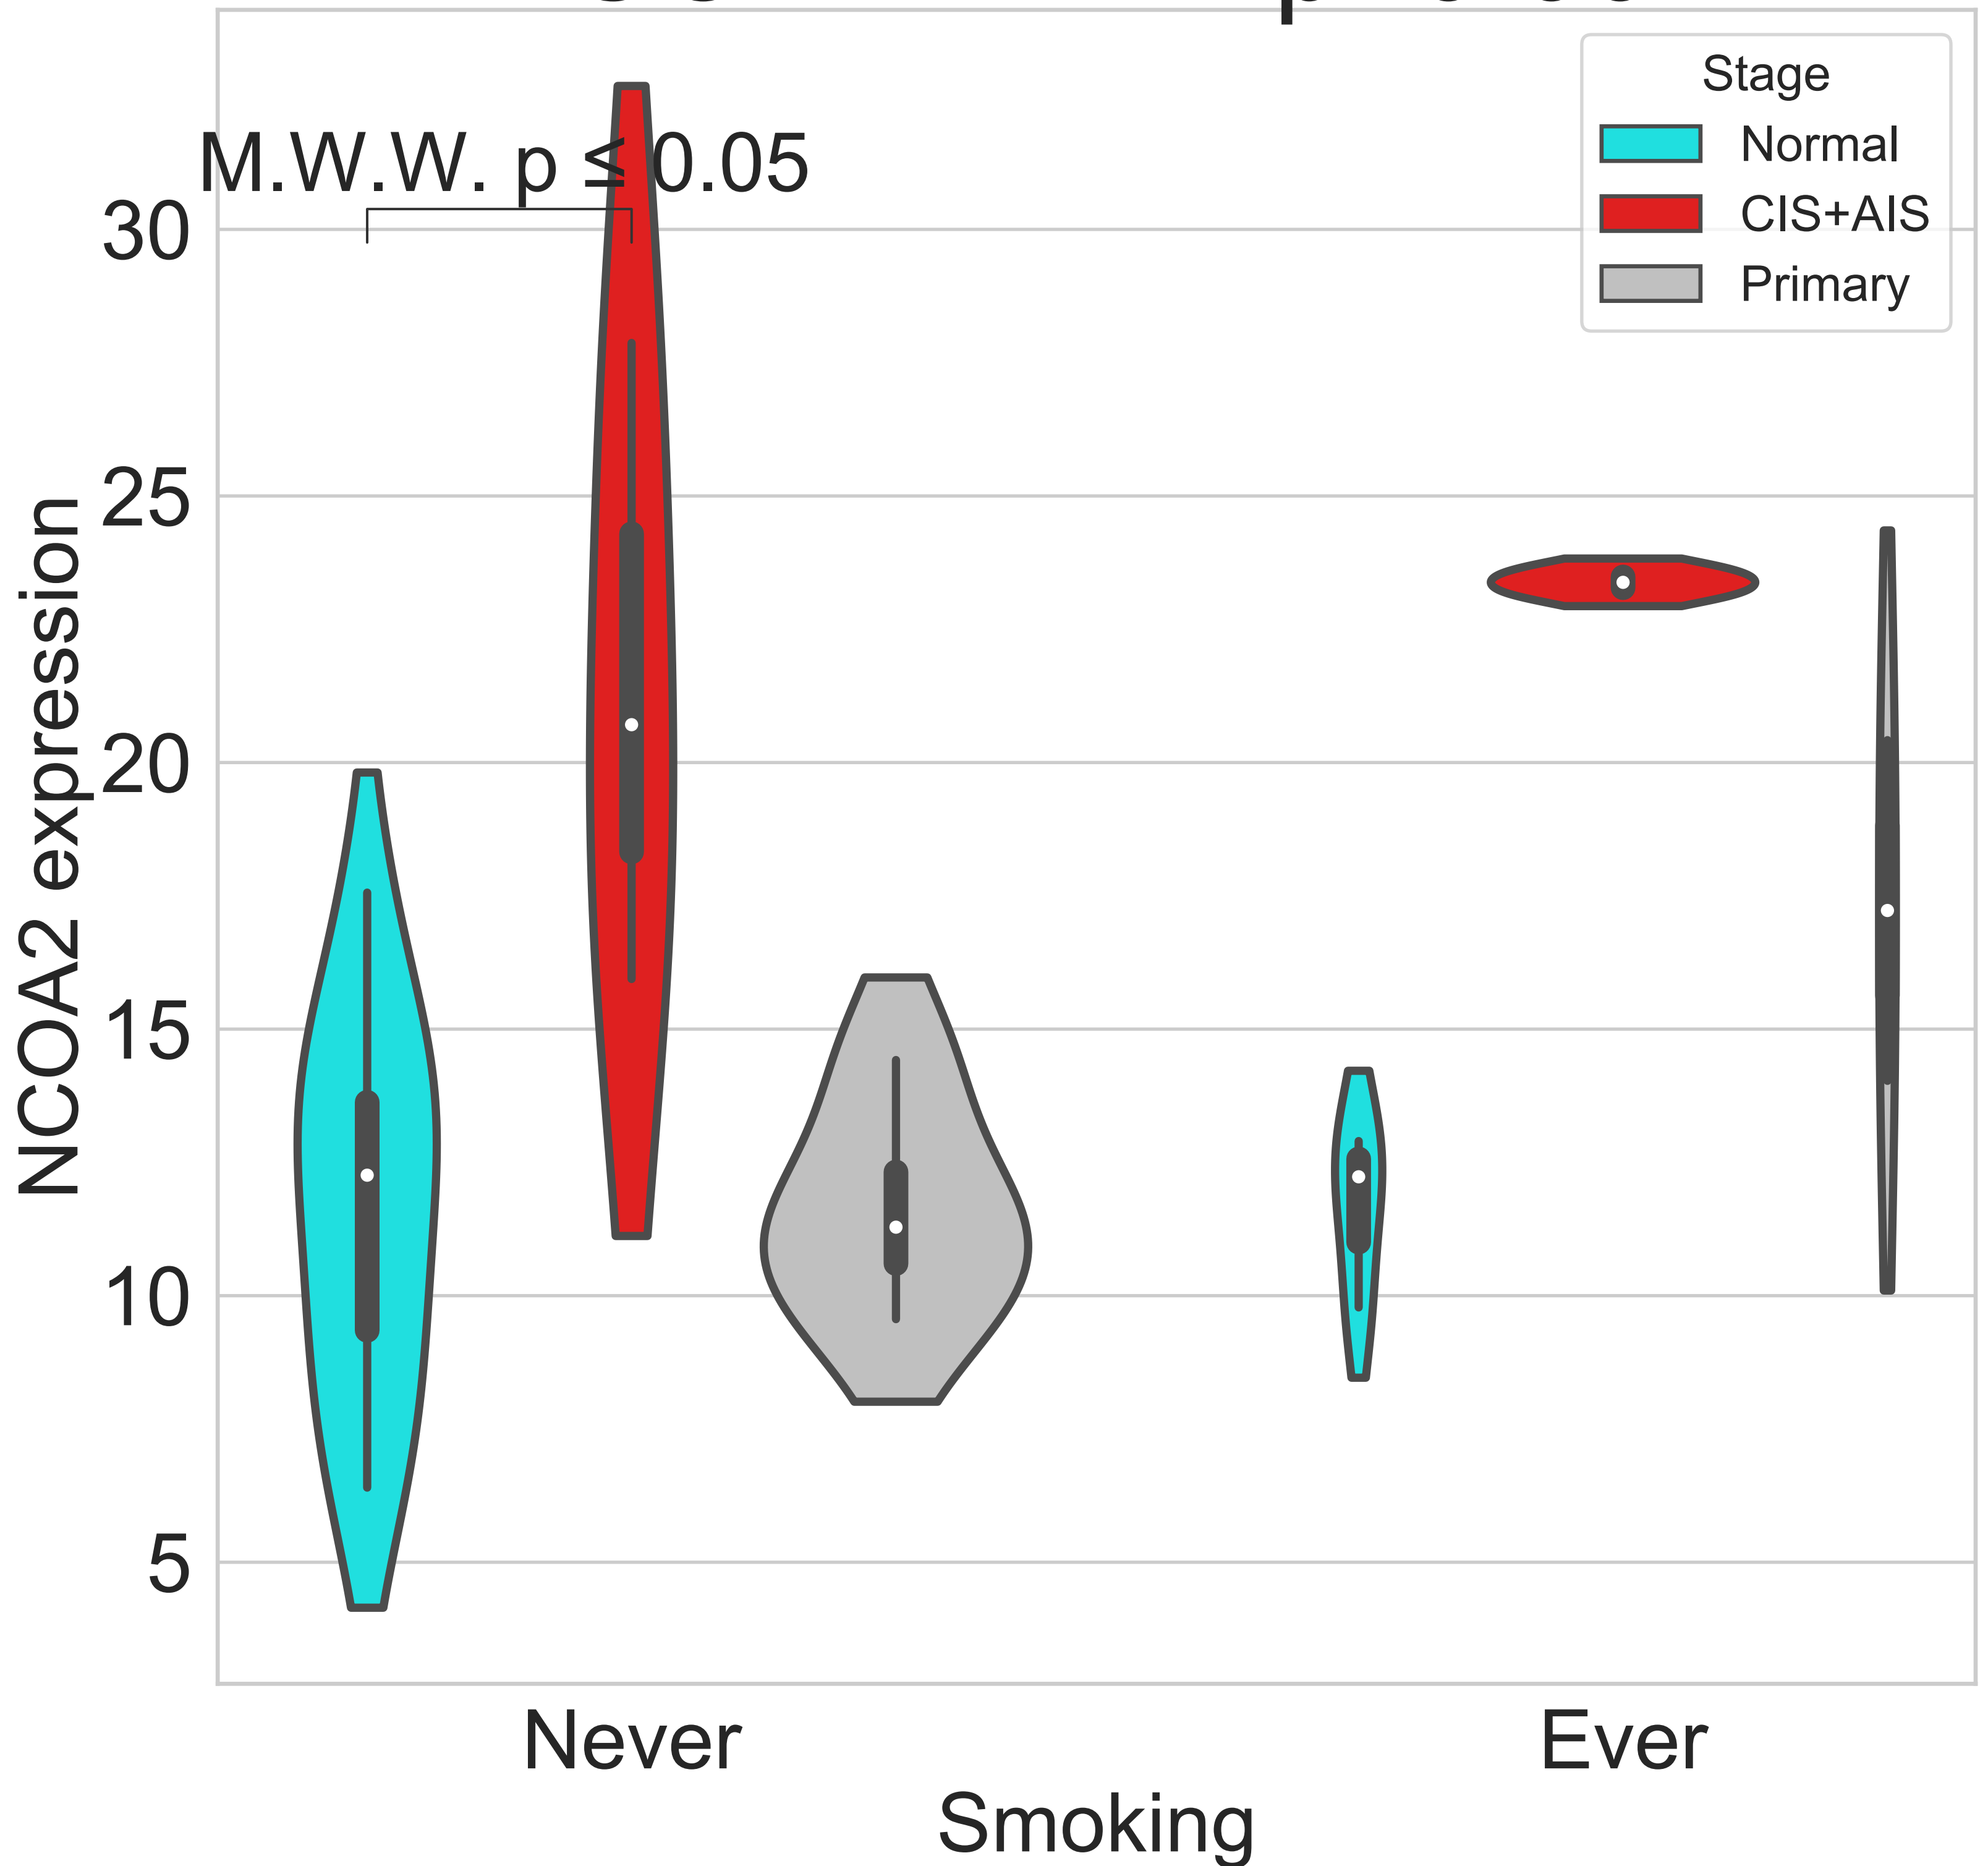 Stage
Normal
CIS+AIS
Primary
M.W.W. p ≤ 0.05
30
25
20
15
10
5
NCOA2 expression
Never
Ever
Smoking